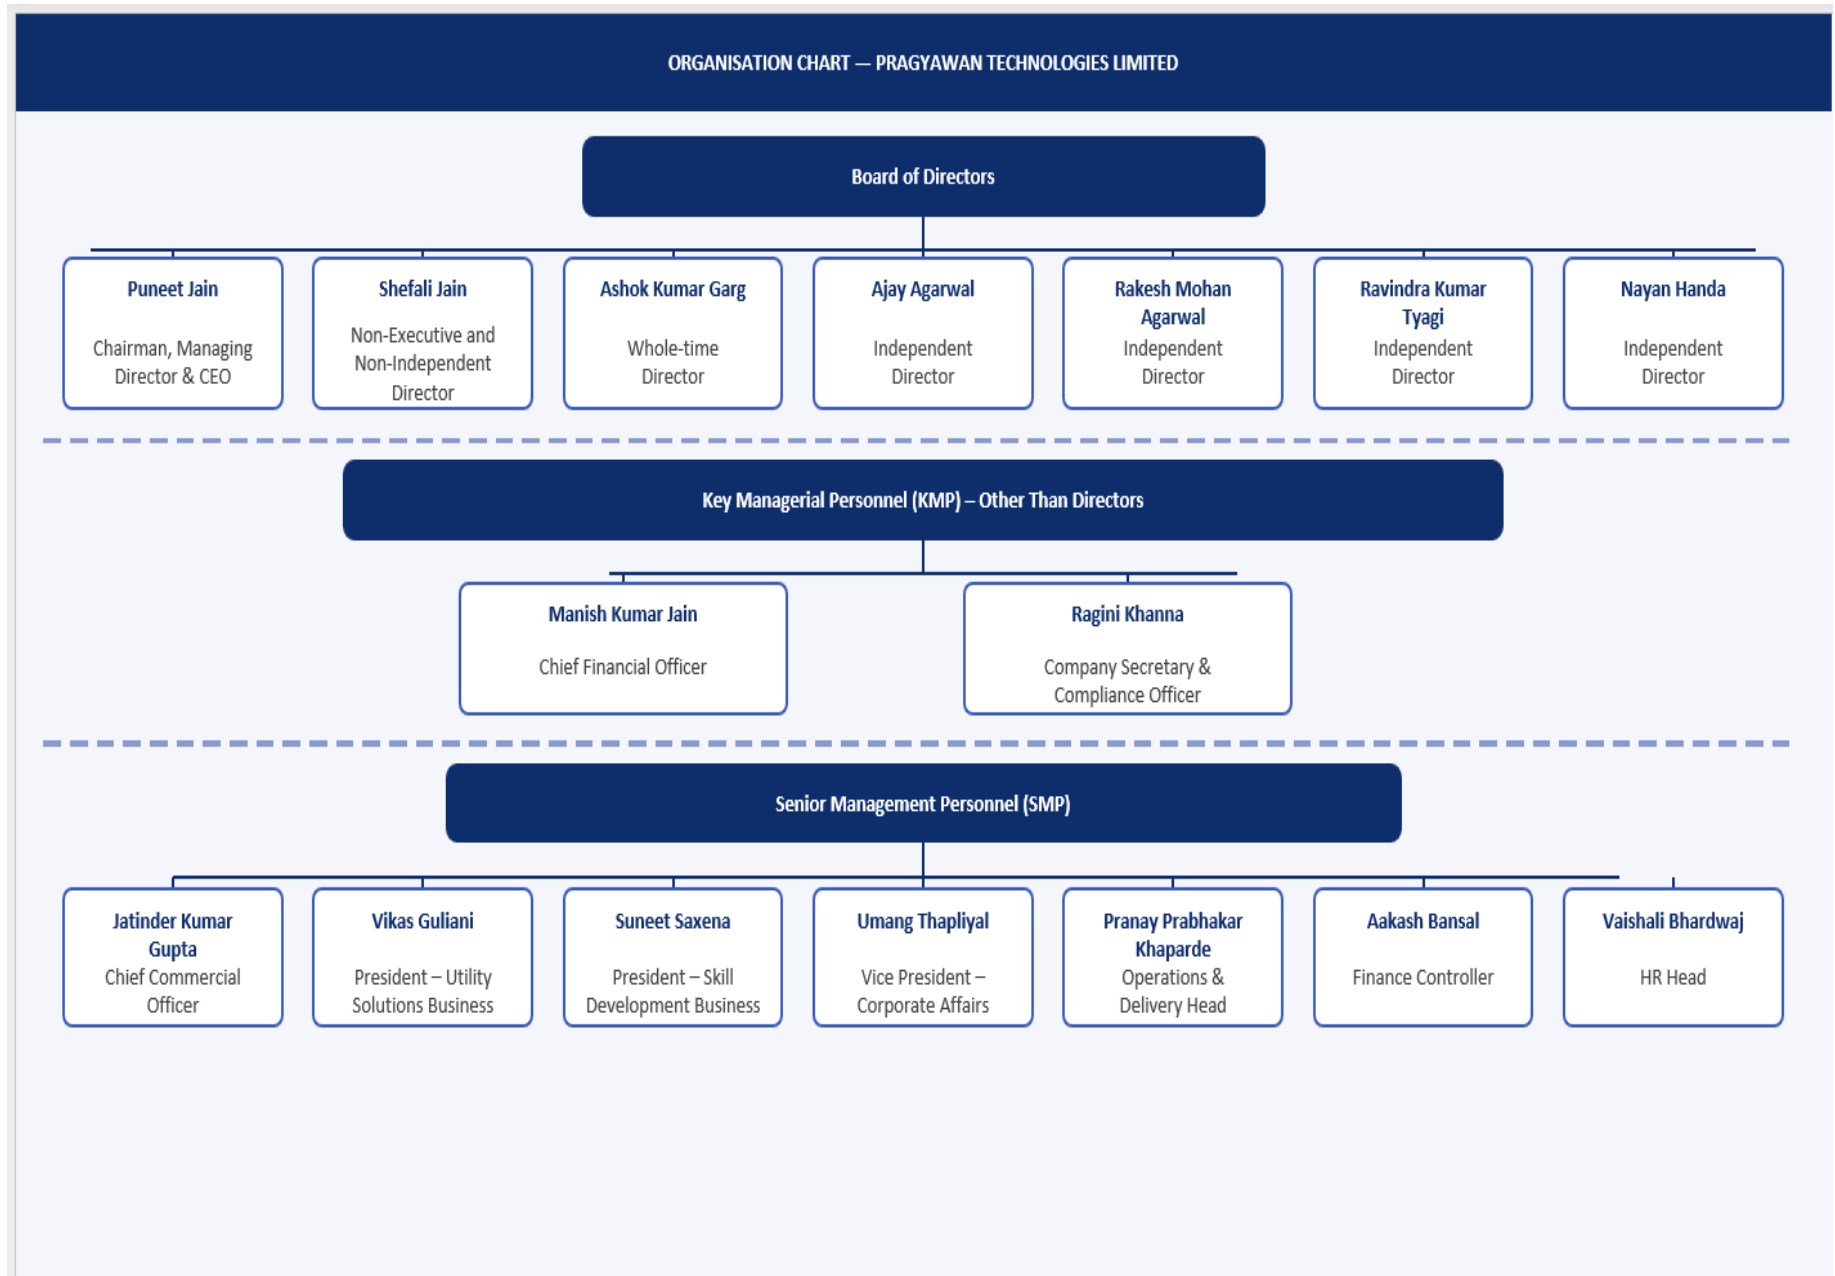 ORGANISATION CHART — PRAGYAWAN TECHNOLOGIES LIMITED
Board of Directors
Puneet Jain
Chairman, Managing
Director & CEO
Shefali Jain
Non-Executive and
Non-Independent
Director
Ashok Kumar Garg
Whole-time
Director
Ajay Agarwal
Independent
Director
Rakesh Mohan
Agarwal
Independent
Director
Ravindra Kumar
Tyagi
Independent
Director
Nayan Handa
Independent
Director
Key Managerial Personnel (KMP) – Other Than Directors
Manish Kumar Jain
Chief Financial Officer
Ragini Khanna
Company Secretary &
Compliance Officer
Senior Management Personnel (SMP)
Jatinder Kumar
Gupta
Chief Commercial
Officer
Vikas Guliani
President – Utility
Solutions Business
Suneet Saxena
President – Skill
Development Business
Umang Thapliyal
Vice President –
Corporate Affairs
Pranay Prabhakar
Khaparde
Operations &
Delivery Head
Aakash Bansal
Finance Controller
Vaishali Bhardwaj
HR Head